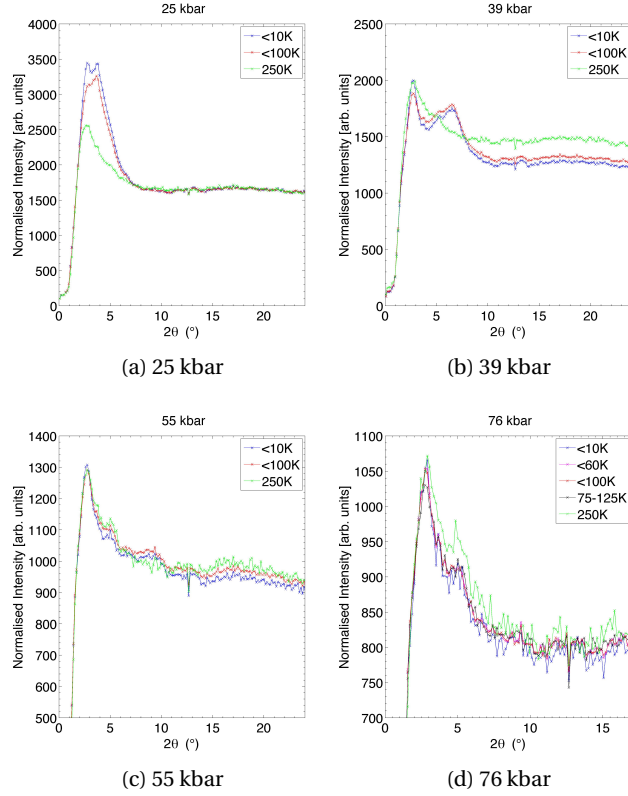 25 kbar
4000
3500
3000
2500
2000
1500
1000
500
0
Normalised Intensity [arb. units]
<10K
<100K
250K
0 5 10 15 20
2θ (°)
(a) 25 kbar
39 kbar
2500
2000
1500
1000
500
0
Normalised Intensity [arb. units]
<10K
<100K
250K
0 5 10 15 20
2θ (°)
(b) 39 kbar
55 kbar
1400
1300
1200
1100
1000
900
800
700
600
500
Normalised Intensity [arb. units]
<10K
<100K
250K
0 5 10 15 20
2θ (°)
(c) 55 kbar
76 kbar
1100
1050
1000
950
900
850
800
750
700
Normalised Intensity [arb. units]
<10K
<60K
<100K
75-125K
250K
0 5 10 15
2θ (°)
(d) 76 kbar